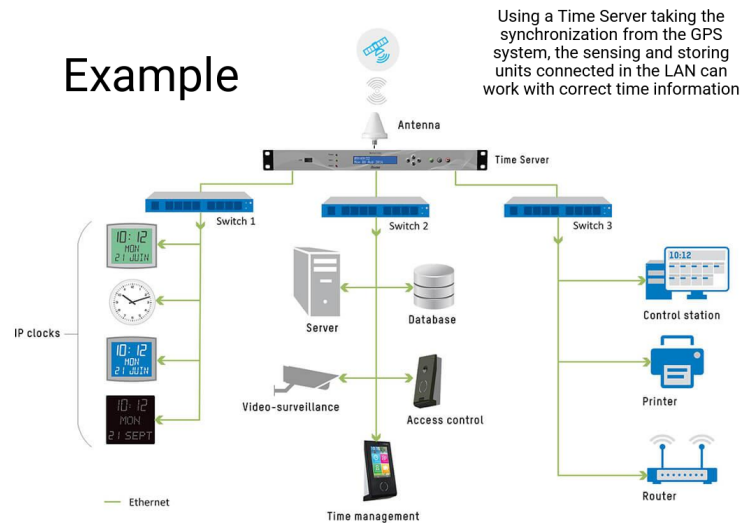 Example
Using a Time Server taking the
synchronization from the GPS
system, the sensing and storing
units connected in the LAN can
work with correct time information
Antenna
Time Server
Switch 1
Switch 2
Switch 3
10:12
MON
21 JUIN
IP clocks
10:12
MON
21 JUIN
10:12
MON
21 SEPT
Server
Database
Video-surveillance
Access control
Time management
10:12
Control station
Printer
Router
Ethernet